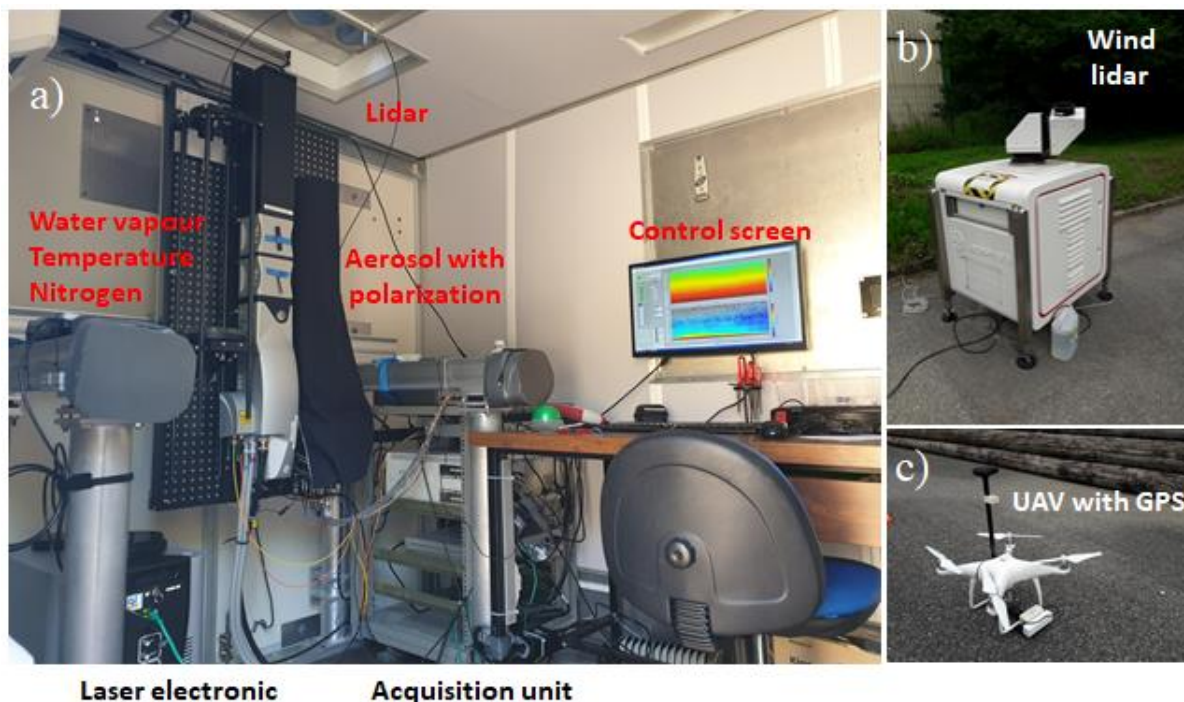 a)
Lidar
Water vapour
Temperature
Nitrogen
Aerosol with
polarization
Control screen
Laser electronic
Acquisition unit
b)
Wind
lidar
c)
UAV with GPS